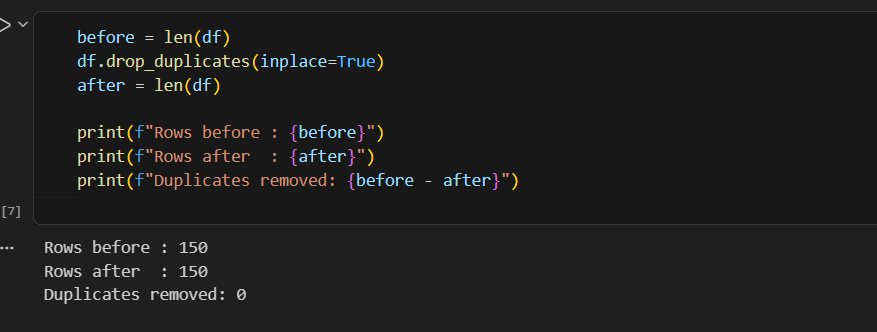 before = len(df)
df.drop_duplicates(inplace=True)
after = len(df)

print(f"Rows before : {before}")
print(f"Rows after  : {after}")
print(f"Duplicates removed: {before - after}")
[7]
Rows before : 150
Rows after  : 150
Duplicates removed: 0